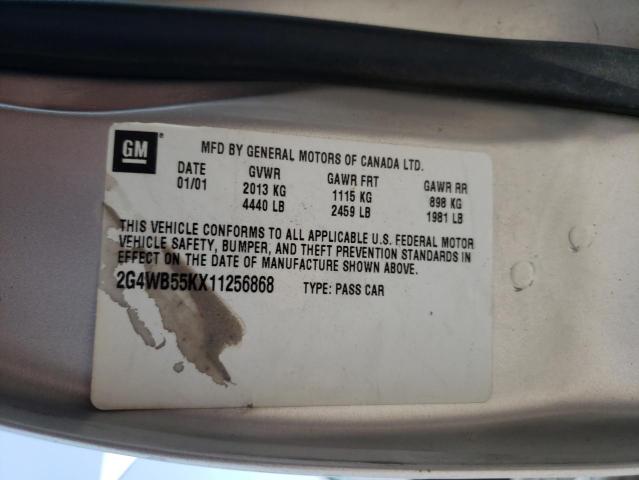 GM
MFD BY GENERAL MOTORS OF CANADA LTD.
DATE GVWR GAWR FRT GAWR RR
01/01 2013 KG 1115 KG 898 KG
4440 LB 2459 LB 1981 LB
THIS VEHICLE CONFORMS TO ALL APPLICABLE U.S. FEDERAL MOTOR
VEHICLE SAFETY, BUMPER, AND THEFT PREVENTION STANDARDS IN
EFFECT ON THE DATE OF MANUFACTURE SHOWN ABOVE.
2G4WB55KX11256868 TYPE: PASS CAR